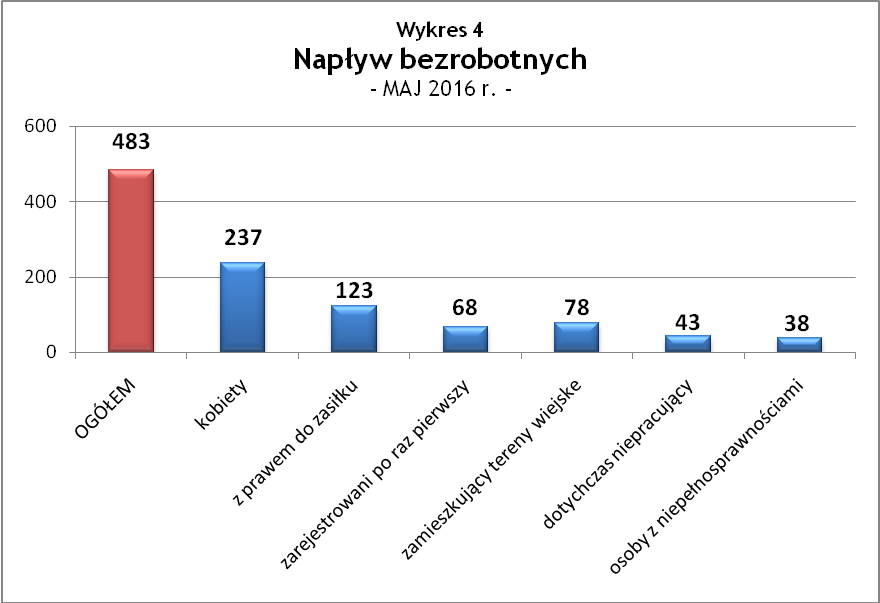 Wykres 4
Napływ bezrobotnych
- MAJ 2016 r. -
600
400
200
0
483
237
123
68
78
43
38
OGÓŁEM
kobiety
z prawem do zasiłku
zarejestrowani po raz pierwszy
zamieszkujący tereny wiejske
dotychczas niepracujący
osoby z niepełnosprawnościami